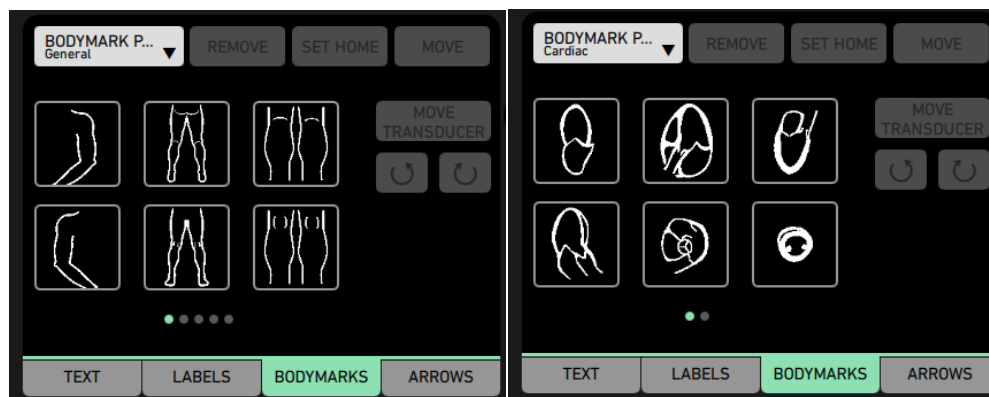 BODYMARK P...
General
REMOVE
SET HOME
MOVE
MOVE
TRANSDUCER
TEXT
LABELS
BODYMARKS
ARROWS
BODYMARK P...
Cardiac
REMOVE
SET HOME
MOVE
MOVE
TRANSDUCER
TEXT
LABELS
BODYMARKS
ARROWS